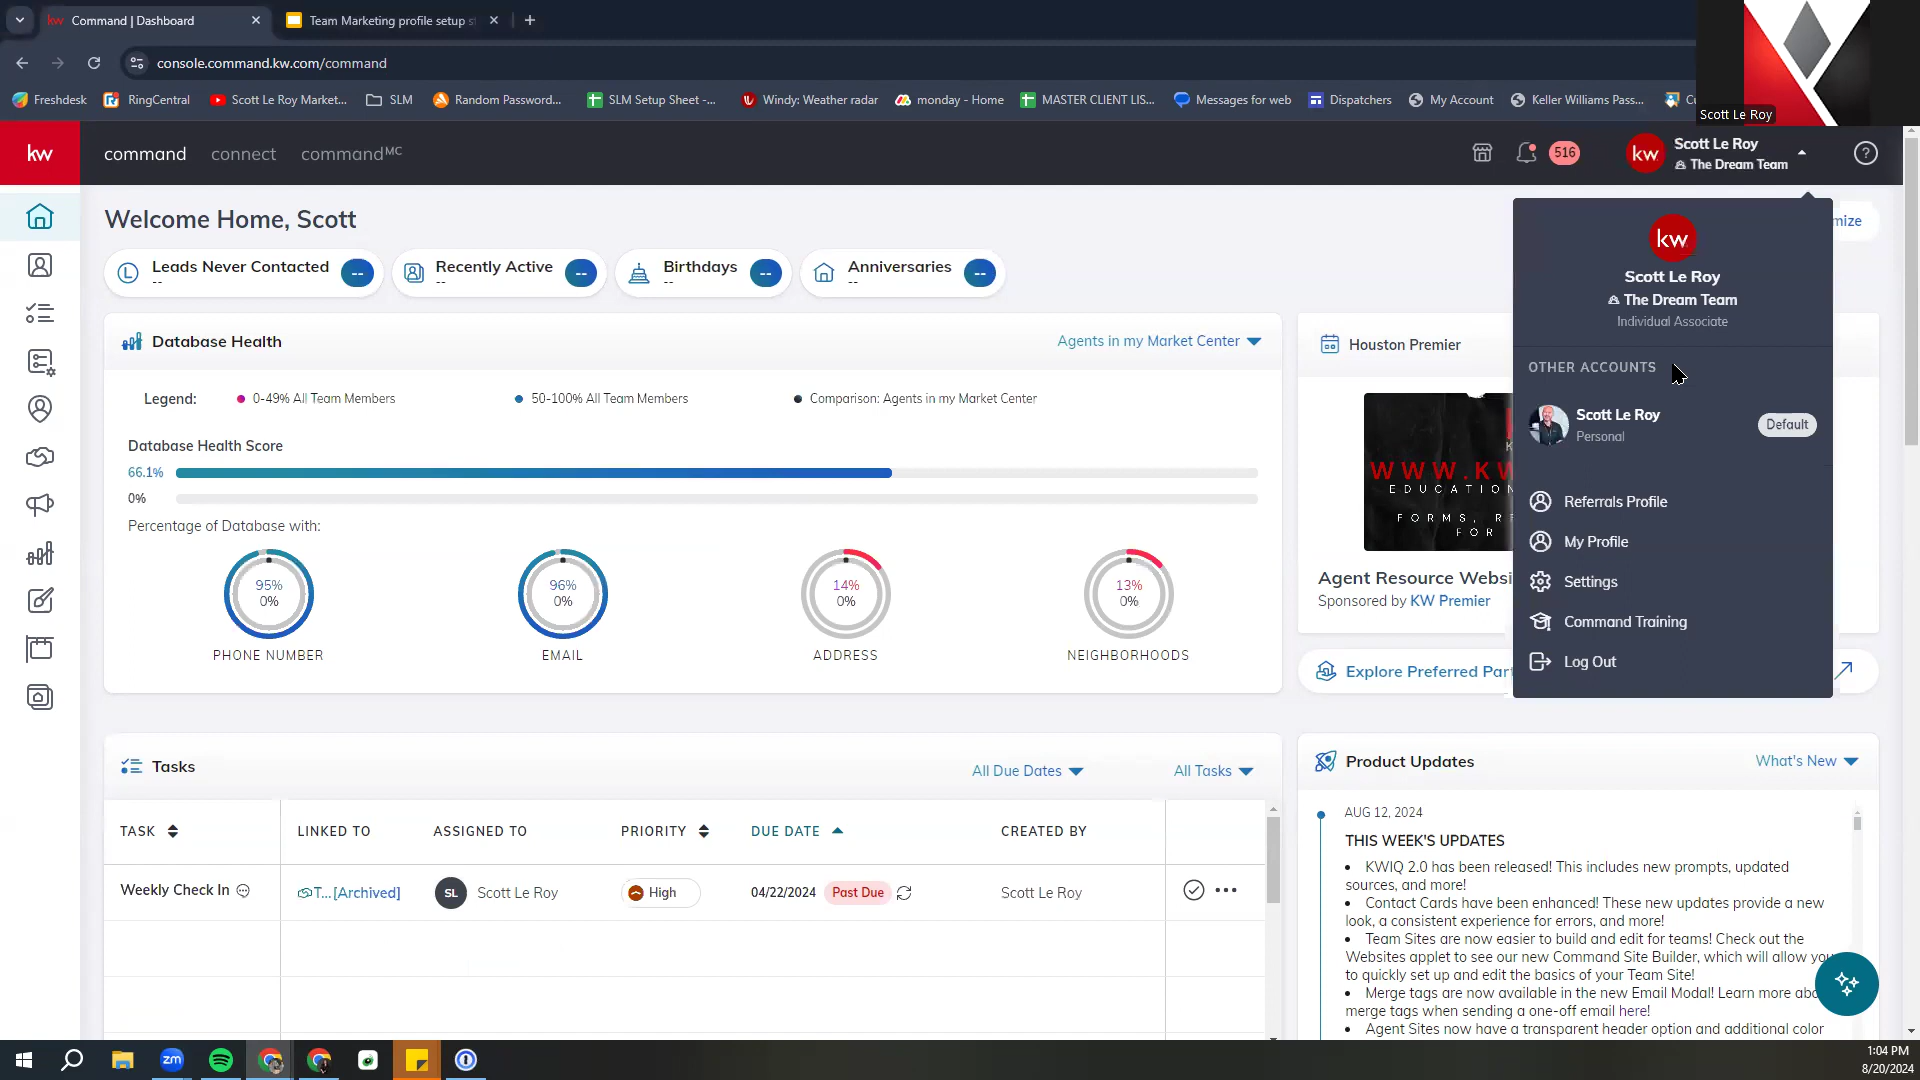 Command | Dashboard
Team Marketing profile setup s
console.command.kw.com/command
Freshdesk
RingCentral
Scott Le Roy Market...
SLM
Random Password...
SLM Setup Sheet -...
Windy: Weather radar
monday - Home
MASTER CLIENT LIS...
Messages for web
Dispatchers
My Account
Keller Williams Pass...
Scott Le Roy
kw
command
connect
commandMC
516
kw
Scott Le Roy
The Dream Team
Welcome Home, Scott
mize
Leads Never Contacted
--
--
Recently Active
--
--
Birthdays
--
--
Anniversaries
--
--
kw
Scott Le Roy
The Dream Team
Individual Associate
OTHER ACCOUNTS
Scott Le Roy
Personal
Default
Referrals Profile
My Profile
Settings
Command Training
Log Out
Database Health
Agents in my Market Center
Legend:
0-49% All Team Members
50-100% All Team Members
Comparison: Agents in my Market Center
Database Health Score
66.1%
0%
Percentage of Database with:
95%
0%
PHONE NUMBER
96%
0%
EMAIL
14%
0%
ADDRESS
13%
0%
NEIGHBORHOODS
Houston Premier
K
WWW.KW
EDUCATION
FORMS, RE
FOR
Agent Resource Websi
Sponsored by KW Premier
Explore Preferred Par
Tasks
All Due Dates
All Tasks
TASK
LINKED TO
ASSIGNED TO
PRIORITY
DUE DATE
CREATED BY
Weekly Check In
T...[Archived]
SL
Scott Le Roy
High
04/22/2024
Past Due
Scott Le Roy
Product Updates
What's New
AUG 12, 2024
THIS WEEK'S UPDATES
• KWIQ 2.0 has been released! This includes new prompts, updated
sources, and more!
• Contact Cards have been enhanced! These new updates provide a new
look, a consistent experience for errors, and more!
• Team Sites are now easier to build and edit for teams! Check out the
Websites applet to see our new Command Site Builder, which will allow you
to quickly set up and edit the basics of your Team Site!
• Merge tags are now available in the new Email Modal! Learn more abo
merge tags when sending a one-off email here!
• Agent Sites now have a transparent header option and additional color
zm
1:04 PM
8/20/2024